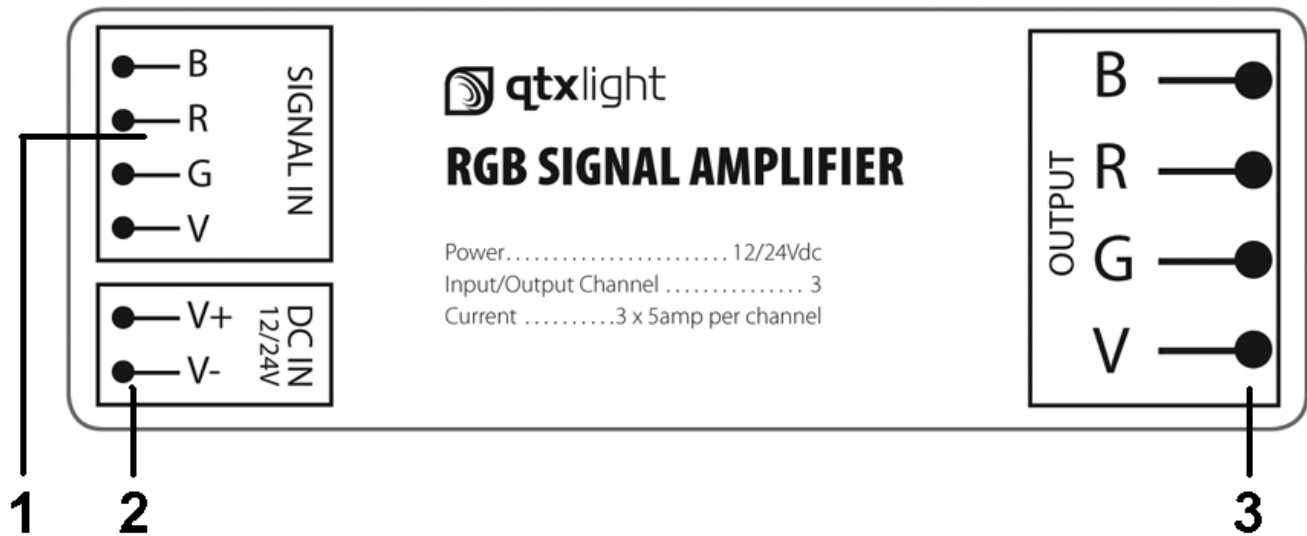 B
R
G
V
SIGNAL IN
V+
V-
DC IN
12/24V
qtxlight
RGB SIGNAL AMPLIFIER
Power........................12/24Vdc
Input/Output Channel ............... 3
Current ..........3 x 5amp per channel
OUTPUT
B
R
G
V
1
2
3